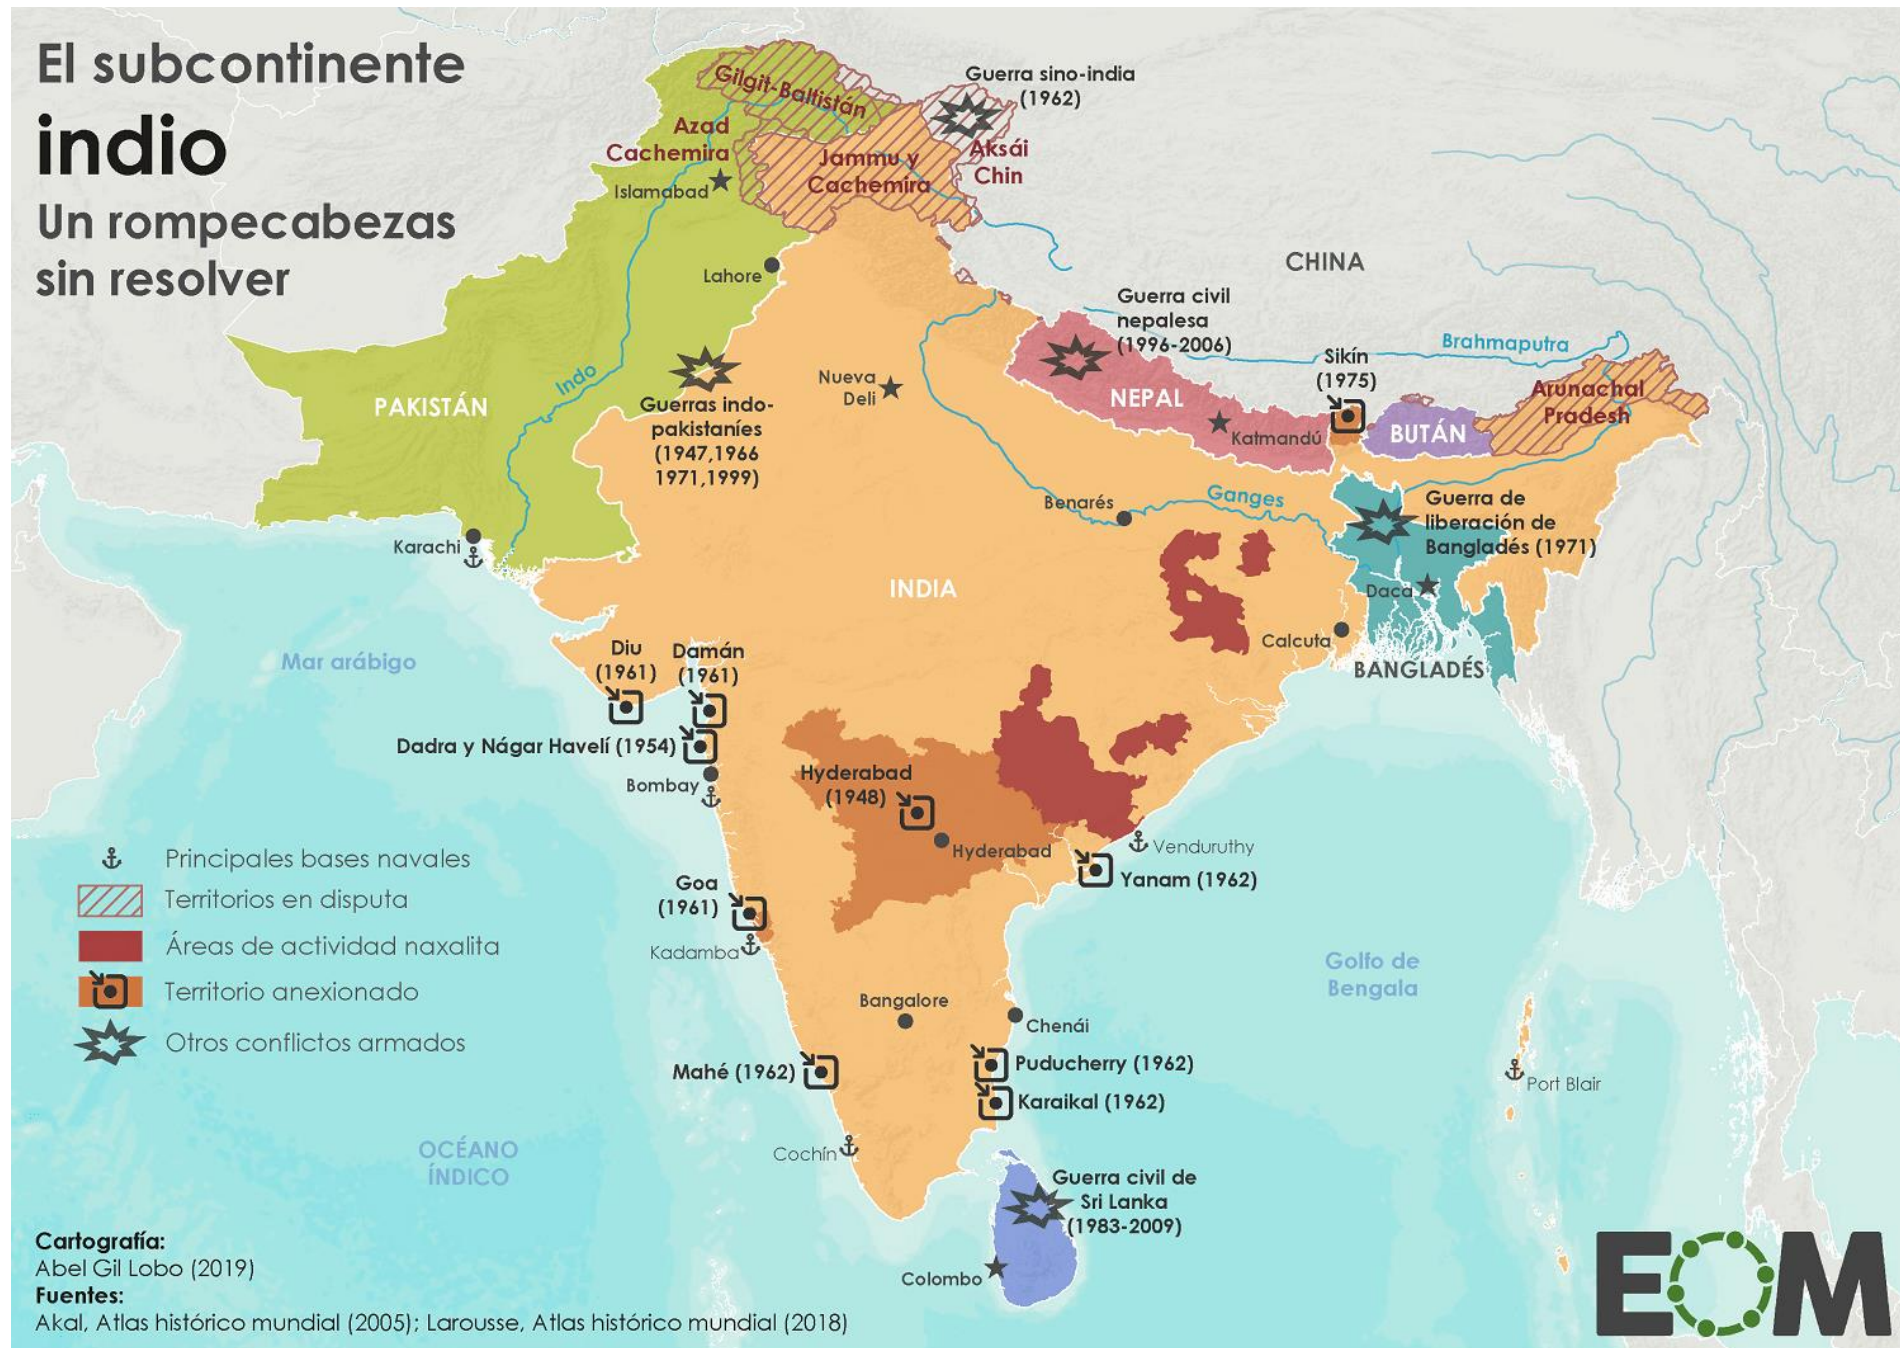 El subcontinente
indio
Un rompecabezas
sin resolver
Gilgit-Baltistán
Guerra sino-india
(1962)
Azad
Cachemira
Islamabad
Jammu y
Cachemira
Aksái
Chin
Lahore
CHINA
Guerra civil
nepalesa
(1996-2006)
Brahmaputra
Sikín
(1975)
Indo
Nueva
Deli
Arunachal
Pradesh
PAKISTÁN
NEPAL
Katmandú
BUTÁN
Guerras indo-
pakistaníes
(1947,1966
1971,1999)
Benarés
Ganges
Guerra de
liberación de
Bangladés (1971)
Karachi
INDIA
Daca
Calcuta
BANGLADÉS
Mar arábigo
Diu
(1961)
Damán
(1961)
Dadra y Nágar Havelí (1954)
Bombay
Hyderabad
(1948)
Hyderabad
Venduruthy
Yanam (1962)
Goa
(1961)
Kadamba
Golfo de
Bengala
Bangalore
Chenái
Mahé (1962)
Puducherry (1962)
Karaikal (1962)
Port Blair
Cochín
OCÉANO
ÍNDICO
Guerra civil de
Sri Lanka
(1983-2009)
Colombo
Principales bases navales
Territorios en disputa
Áreas de actividad naxalita
Territorio anexionado
Otros conflictos armados
Cartografía:
Abel Gil Lobo (2019)
Fuentes:
Akal, Atlas histórico mundial (2005); Larousse, Atlas histórico mundial (2018)
EOM